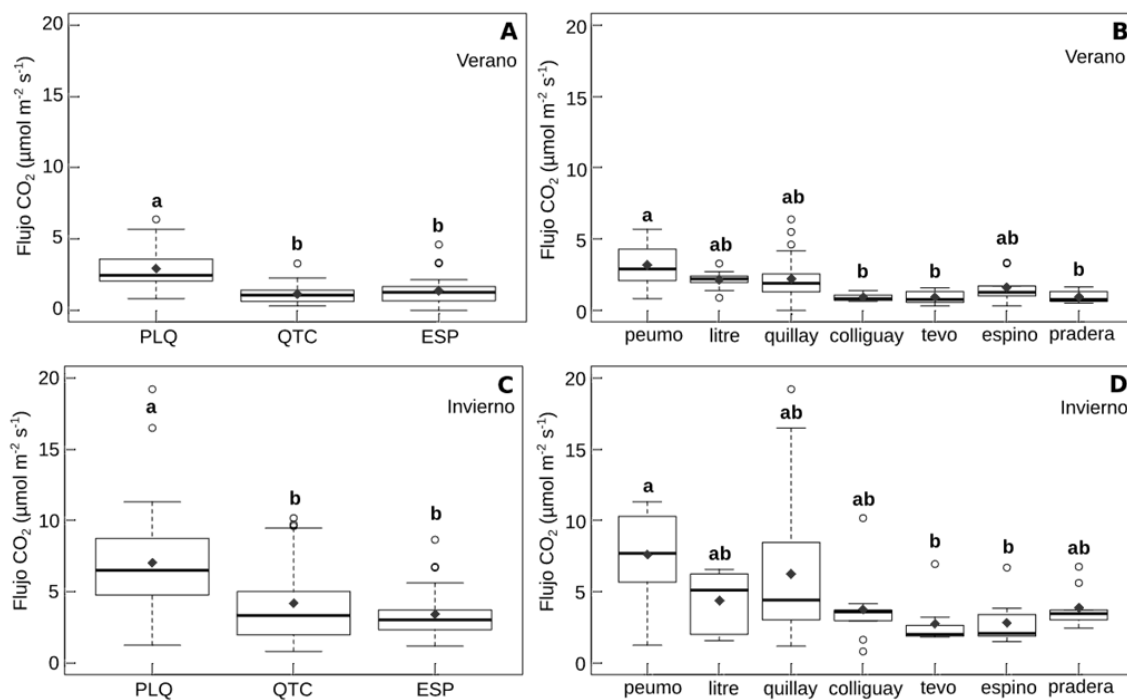 A
Verano
Flujo CO₂ (µmol m⁻² s⁻¹)
20
15
10
5
0
a
b
b
PLQ
QTC
ESP
B
Verano
Flujo CO₂ (µmol m⁻² s⁻¹)
20
15
10
5
0
a
ab
ab
b
b
ab
b
peumo
litre
quillay
colliguay
tevo
espino
pradera
C
Invierno
Flujo CO₂ (µmol m⁻² s⁻¹)
20
15
10
5
0
a
b
b
PLQ
QTC
ESP
D
Invierno
Flujo CO₂ (µmol m⁻² s⁻¹)
20
15
10
5
0
a
ab
ab
ab
b
b
ab
peumo
litre
quillay
colliguay
tevo
espino
pradera